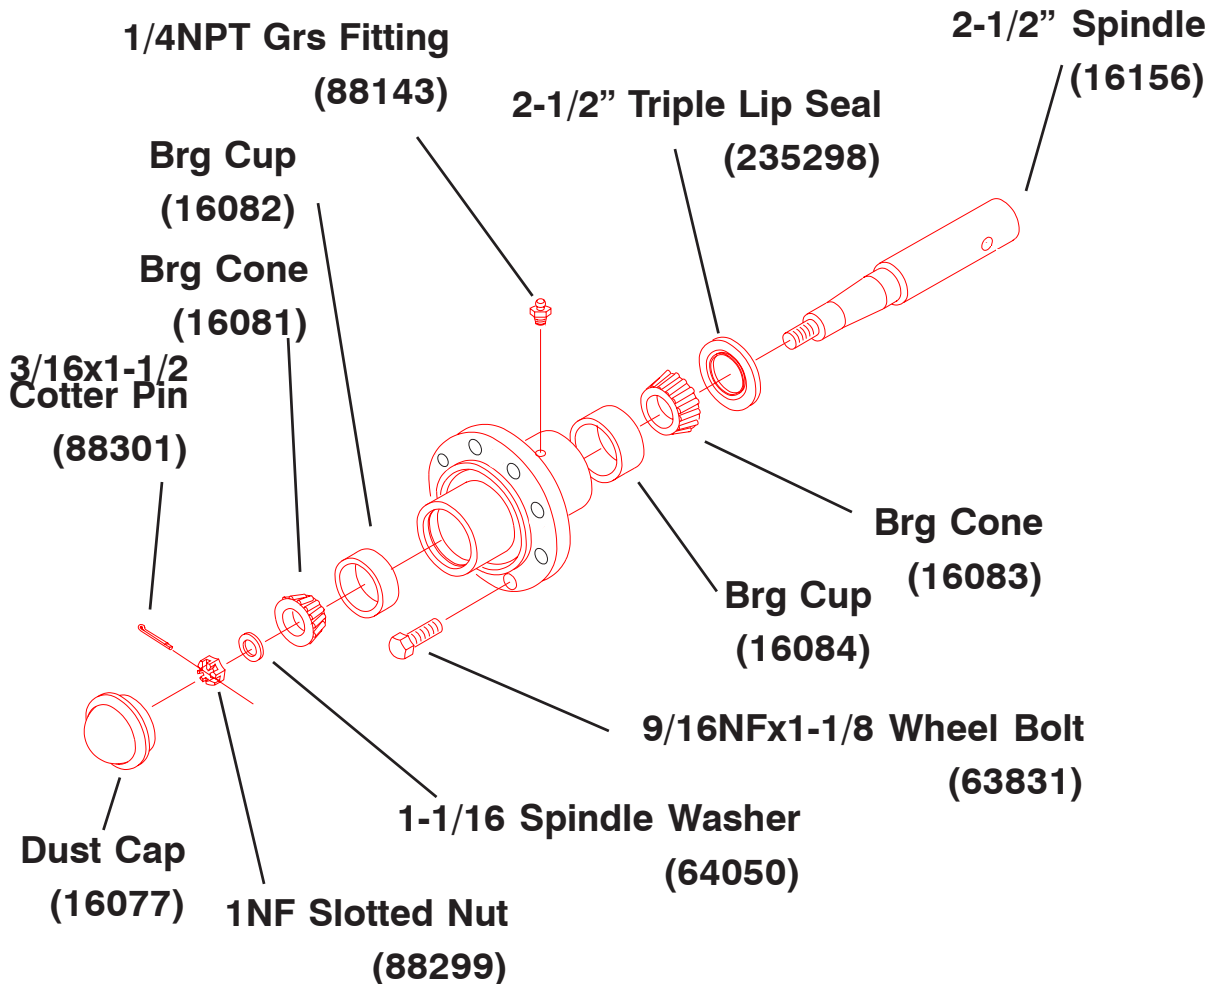 1/4NPT Grs Fitting
(88143)
2-1/2” Spindle
(16156)
2-1/2” Triple Lip Seal
(235298)
Brg Cup
(16082)
Brg Cone
(16081)
3/16x1-1/2
Cotter Pin
(88301)
Brg Cone
(16083)
Brg Cup
(16084)
9/16NFx1-1/8 Wheel Bolt
(63831)
1-1/16 Spindle Washer
(64050)
Dust Cap
(16077)
1NF Slotted Nut
(88299)